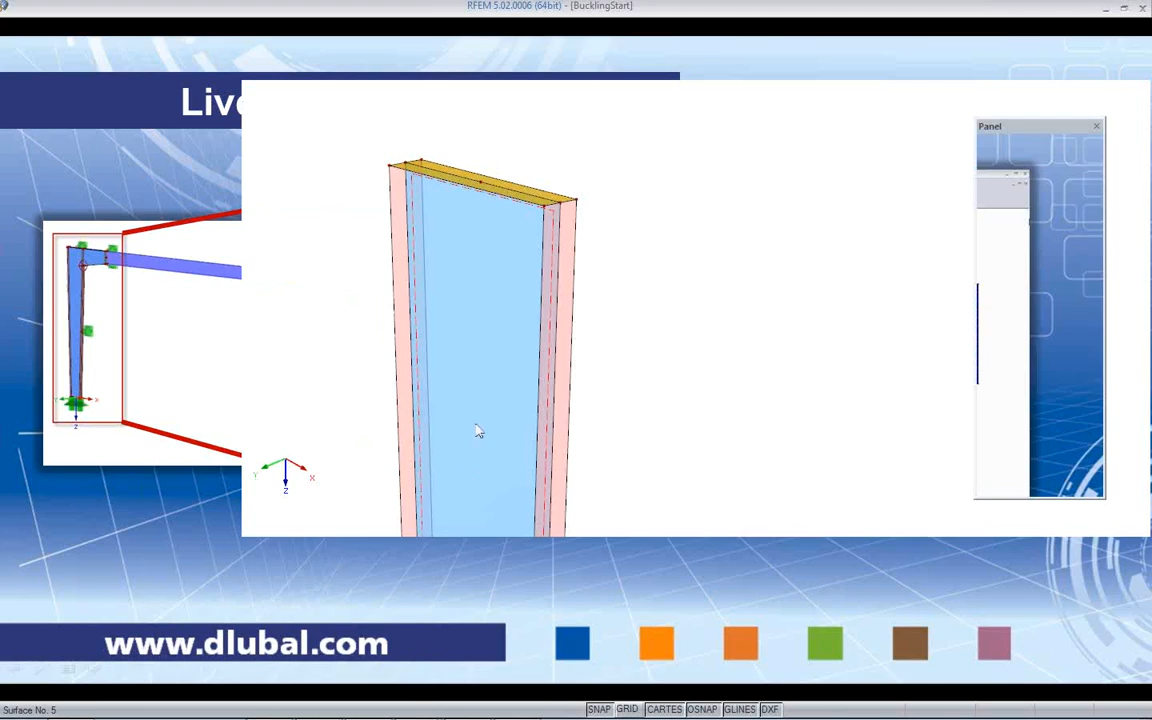 RFEM 5.02.0006 (64bit) - [BucklingStart]
Live
Panel
X
Z
Y
X
Z
www.dlubal.com
Surface No. 5
SNAP GRID CARTES OSNAP GLINES DXF